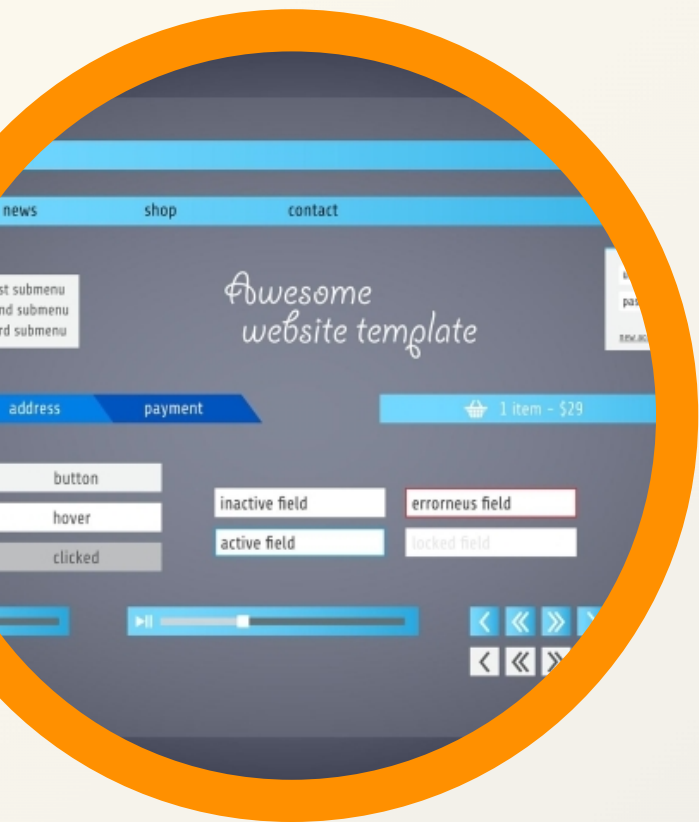 news shop contact
st submenu
nd submenu
rd submenu
Awesome
website template
pas
address payment
1 item - $29
button
hover
clicked
inactive field
active field
errorneus field
locked field